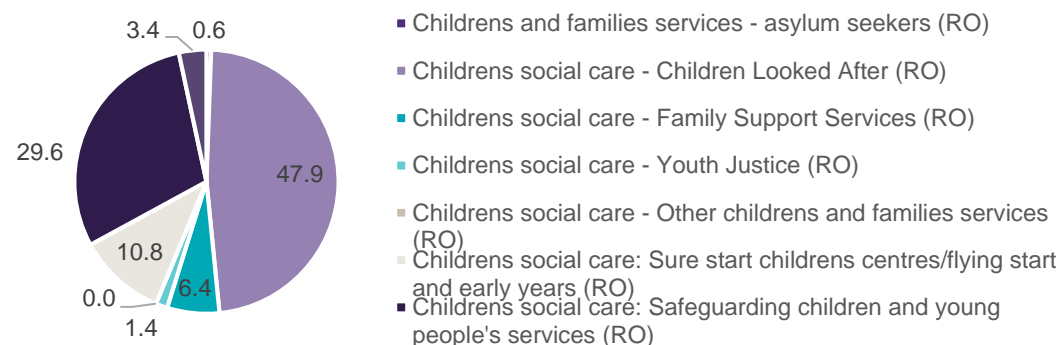 3.4
0.6
29.6
47.9
10.8
6.4
0.0
1.4
Childrens and families services - asylum seekers (RO)
Childrens social care - Children Looked After (RO)
Childrens social care - Family Support Services (RO)
Childrens social care - Youth Justice (RO)
Childrens social care - Other childrens and families services
(RO)
Childrens social care: Sure start childrens centres/flying start
and early years (RO)
Childrens social care: Safeguarding children and young
people's services (RO)